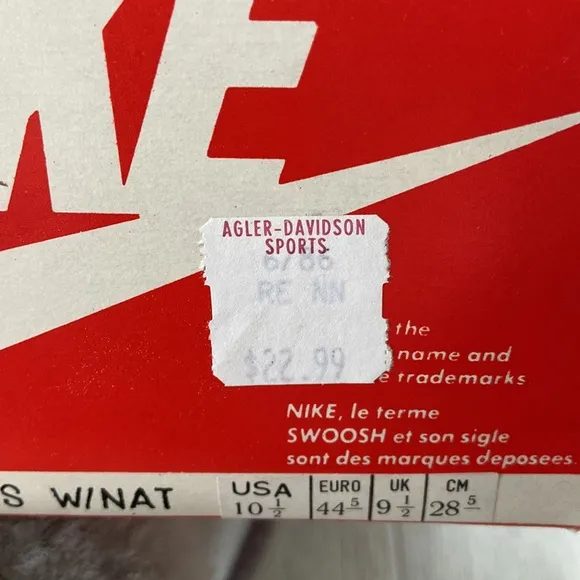 KE
AGLER-DAVIDSON
SPORTS
6/86
RE NN
$22.99
the
name and
trademarks
NIKE, le terme
SWOOSH et son sigle
sont des marques deposees.
S W/NAT
USA EURO UK CM
10 1/2 44 5 9 1/2 28 5